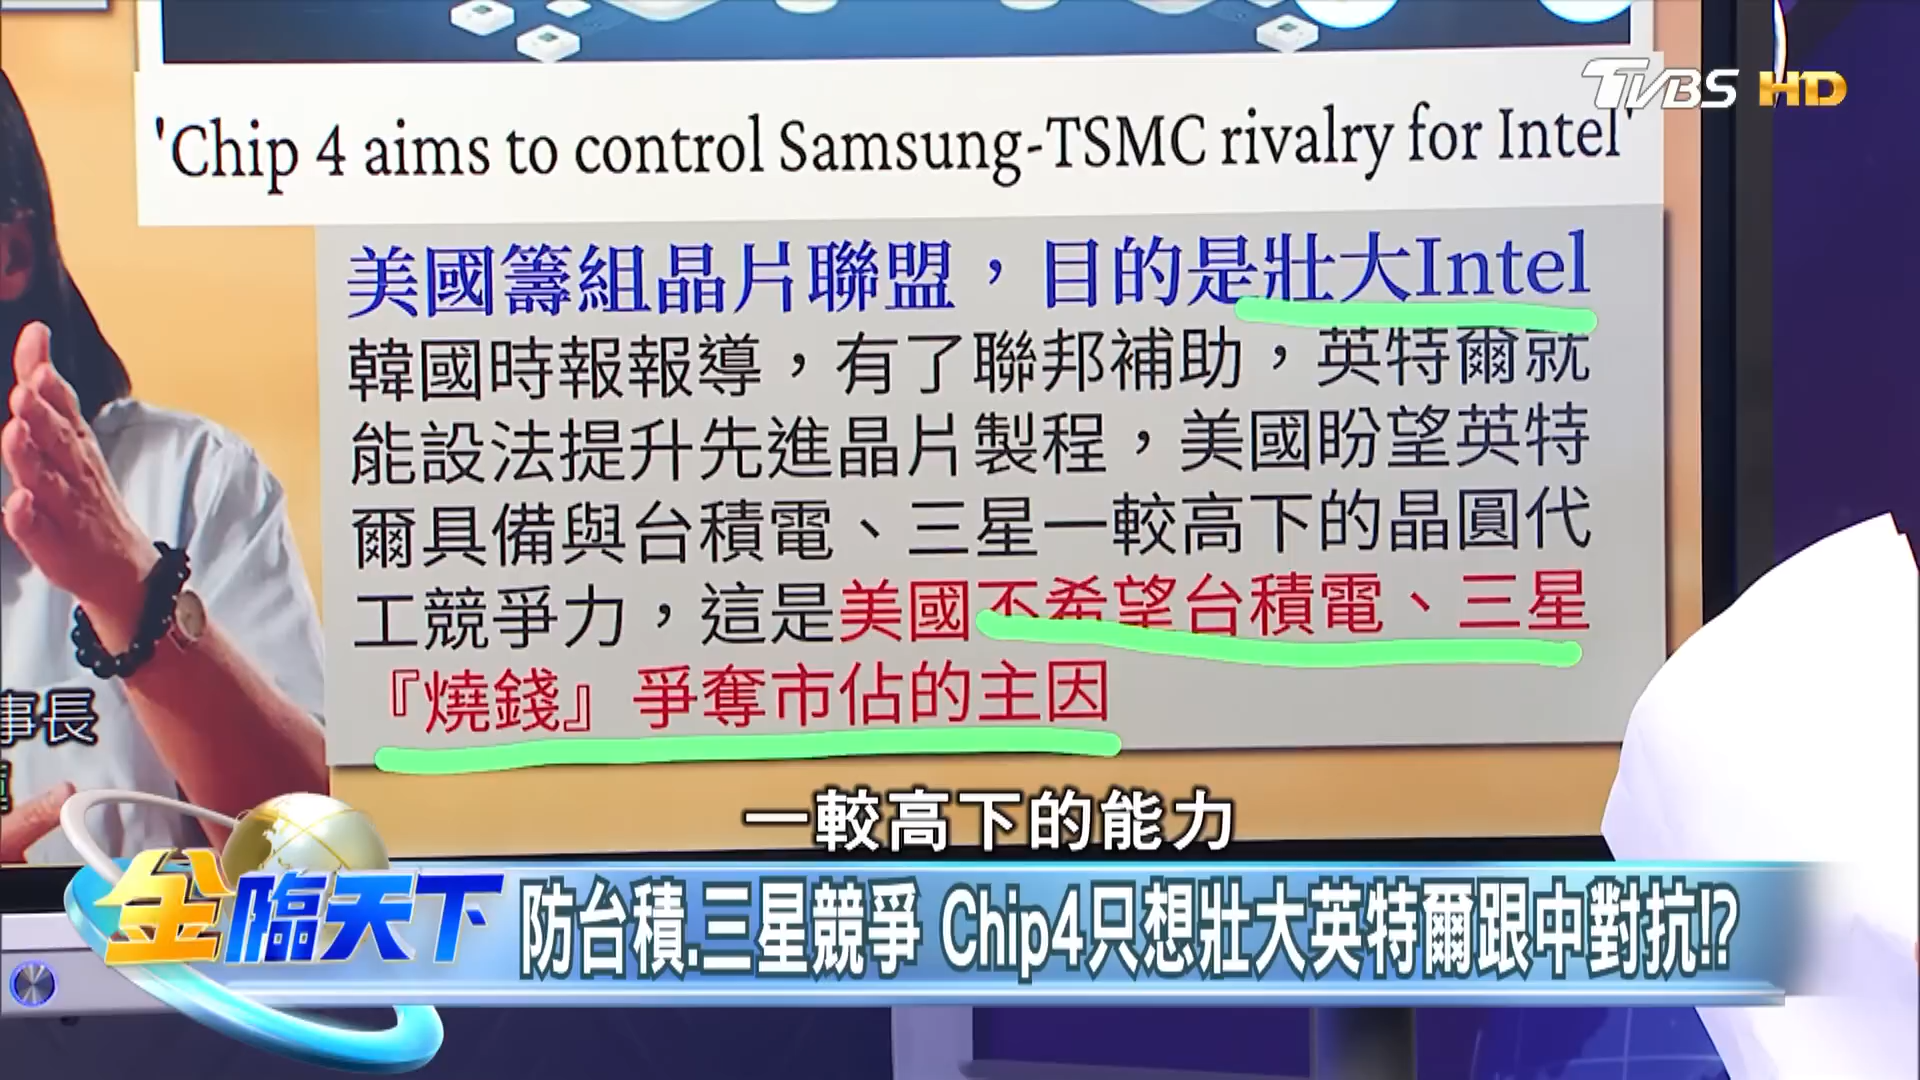 TVBS HD
'Chip 4 aims to control Samsung-TSMC rivalry for Intel'
美國籌組晶片聯盟，目的是壯大Intel
韓國時報報導，有了聯邦補助，英特爾就
能設法提升先進晶片製程，美國盼望英特
爾具備與台積電、三星一較高下的晶圓代
工競爭力，這是美國不希望台積電、三星
『燒錢』爭奪市佔的主因
事長
一較高下的能力
金臨天下
防台積.三星競爭 Chip4只想壯大英特爾跟中對抗!?